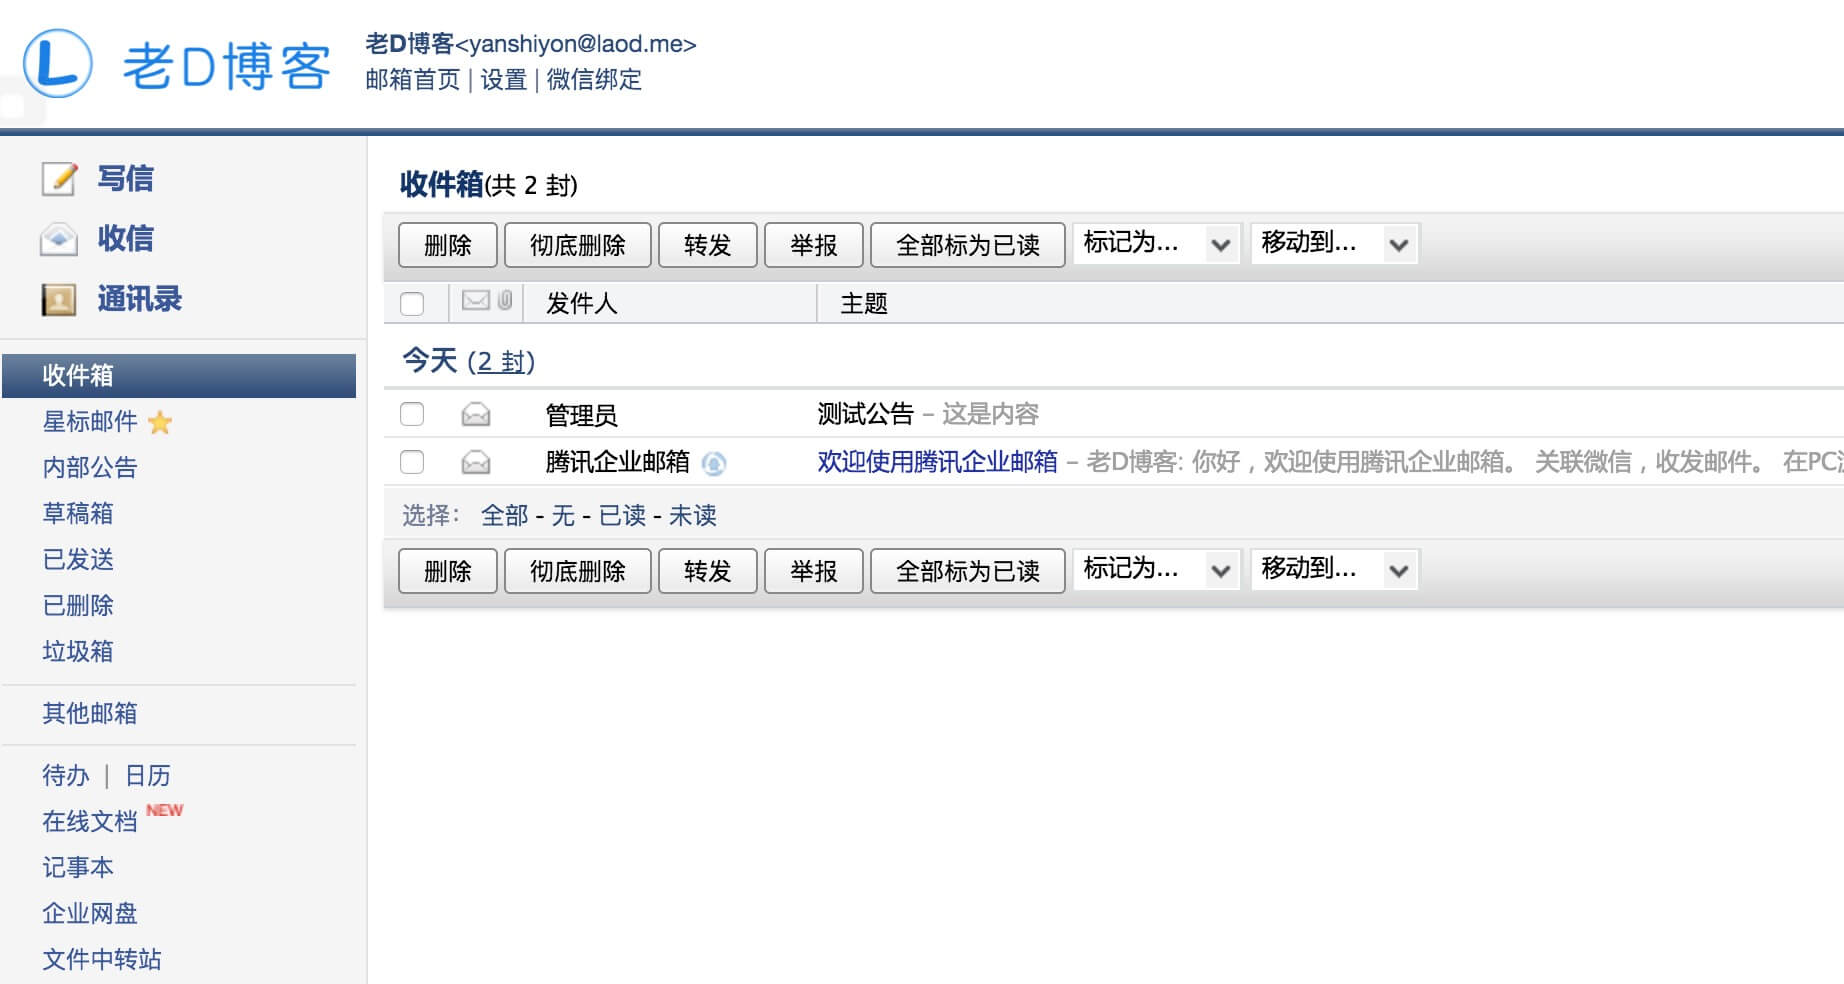 老D博客
老D博客<yanshiyon@laod.me>
邮箱首页 | 设置 | 微信绑定
写信
收信
通讯录
收件箱
星标邮件
内部公告
草稿箱
已发送
已删除
垃圾箱
其他邮箱
待办 | 日历
在线文档 NEW
记事本
企业网盘
文件中转站
收件箱(共 2 封)
删除 彻底删除 转发 举报 全部标为已读 标记为... 移动到...
发件人 主题
今天 (2 封)
管理员 测试公告 – 这是内容
腾讯企业邮箱 欢迎使用腾讯企业邮箱 – 老D博客: 你好，欢迎使用腾讯企业邮箱。 关联微信，收发邮件。 在PC
选择： 全部 - 无 - 已读 - 未读
删除 彻底删除 转发 举报 全部标为已读 标记为... 移动到...